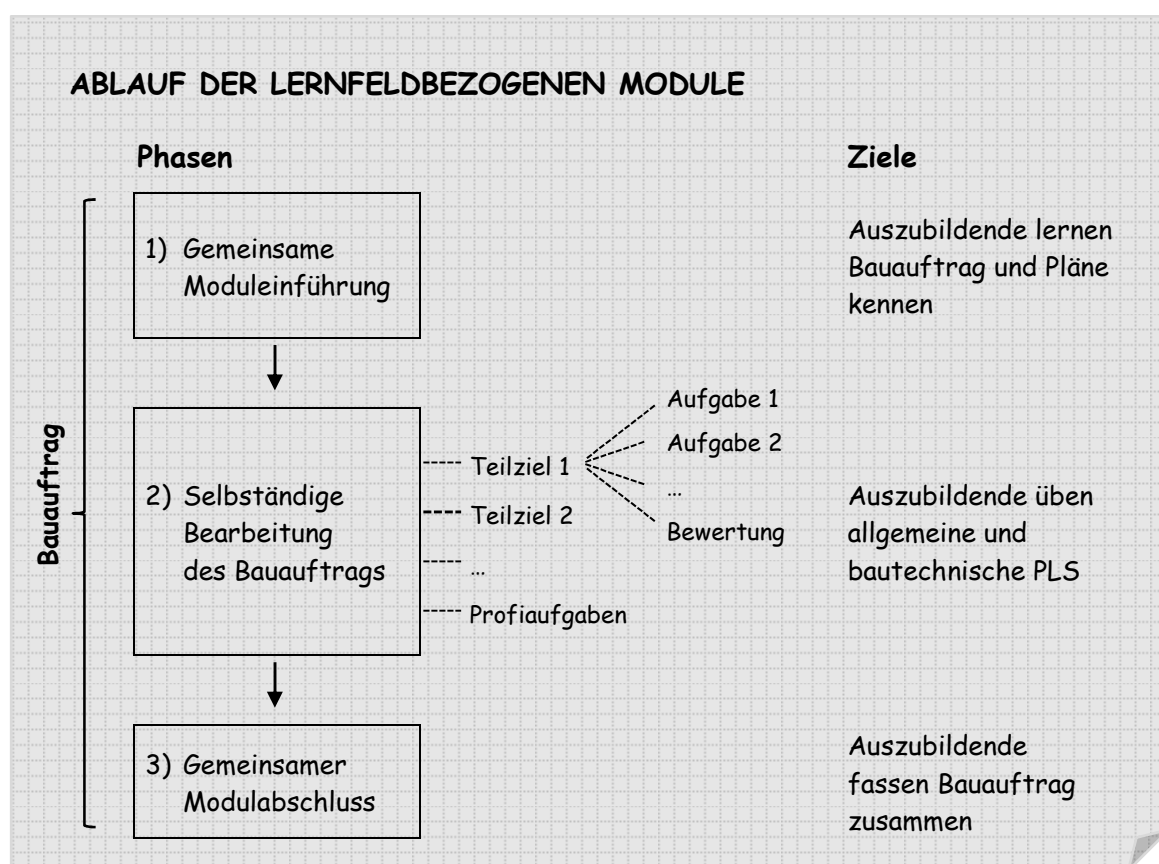 ABLAUF DER LERNFELDBEZOGENEN MODULE
Phasen
Ziele
Bauauftrag
1) Gemeinsame
Moduleinführung
Auszubildende lernen
Bauauftrag und Pläne
kennen
2) Selbständige
Bearbeitung
des Bauauftrags
Teilziel 1
Teilziel 2
...
Profiaufgaben
Aufgabe 1
Aufgabe 2
...
Bewertung
Auszubildende üben
allgemeine und
bautechnische PLS
3) Gemeinsamer
Modulabschluss
Auszubildende
fassen Bauauftrag
zusammen